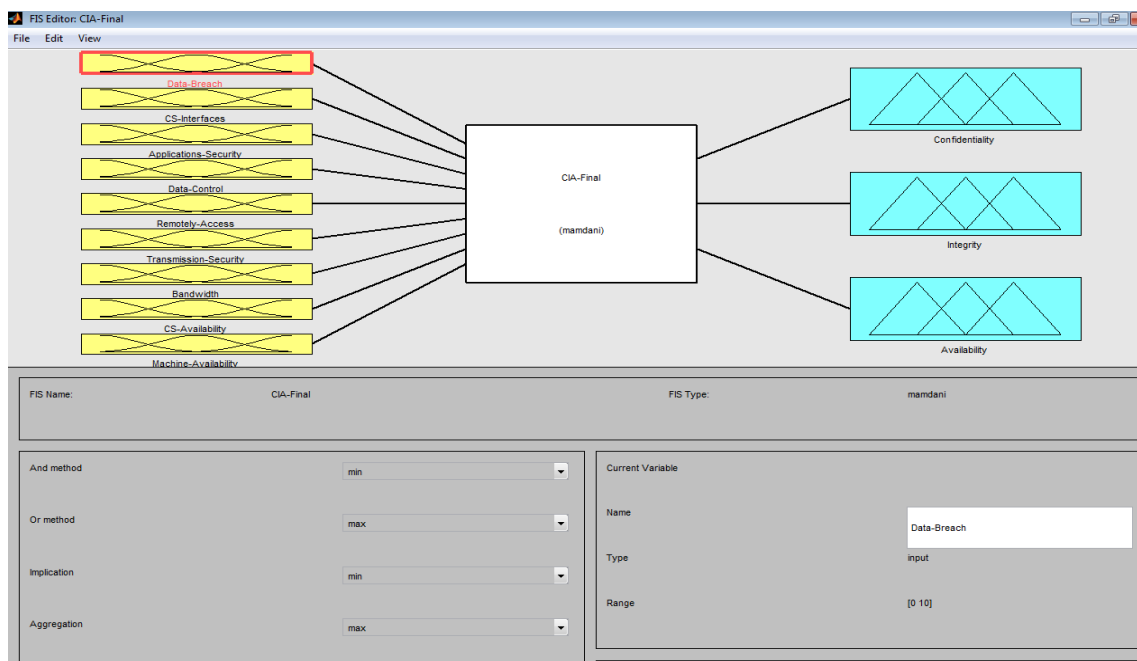 FIS Editor: CIA-Final
File Edit View
Data-Breach
CS-Interfaces
Applications-Security
Data-Control
Remotely-Access
Transmission-Security
Bandwidth
CS-Availability
Machine-Availability
CIA-Final
(mamdani)
Confidentiality
Integrity
Availability
FIS Name: CIA-Final FIS Type: mamdani
And method min
Or method max
Implication min
Aggregation max
Current Variable
Name Data-Breach
Type input
Range [0 10]